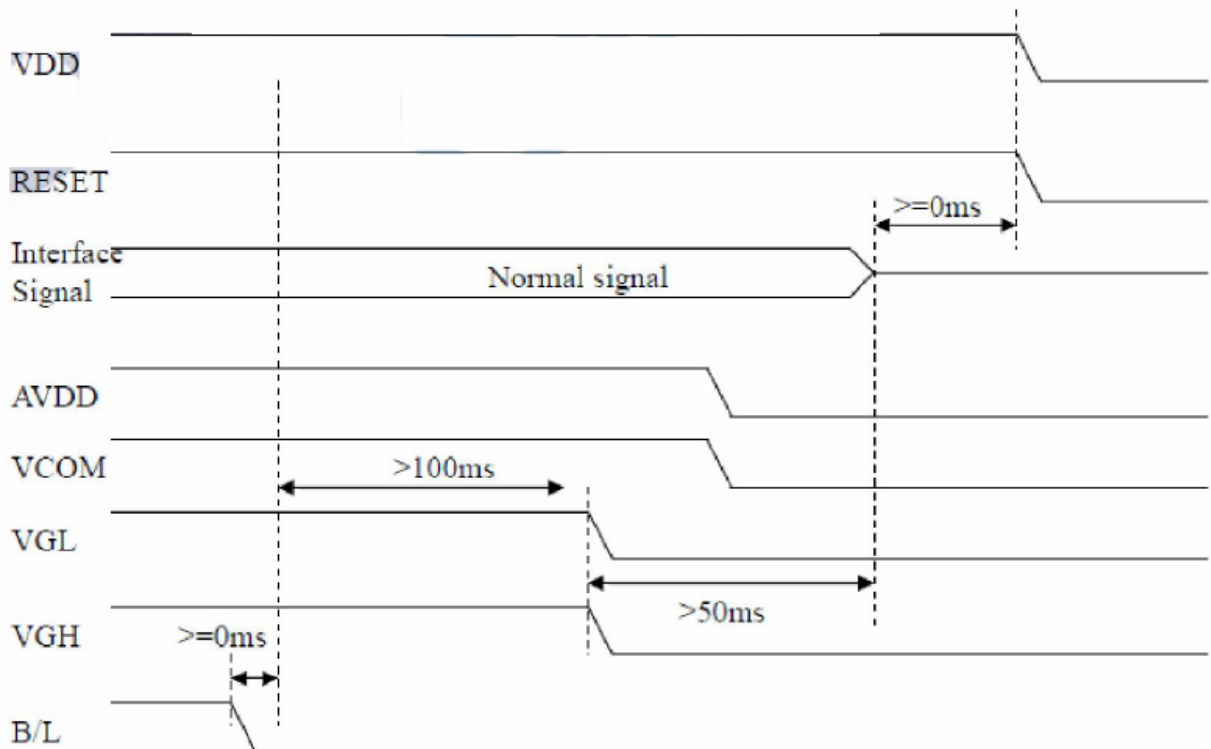 VDD
RESET
>=0ms
Interface
Signal
Normal signal
AVDD
VCOM
>100ms
VGL
>50ms
VGH
>=0ms
B/L